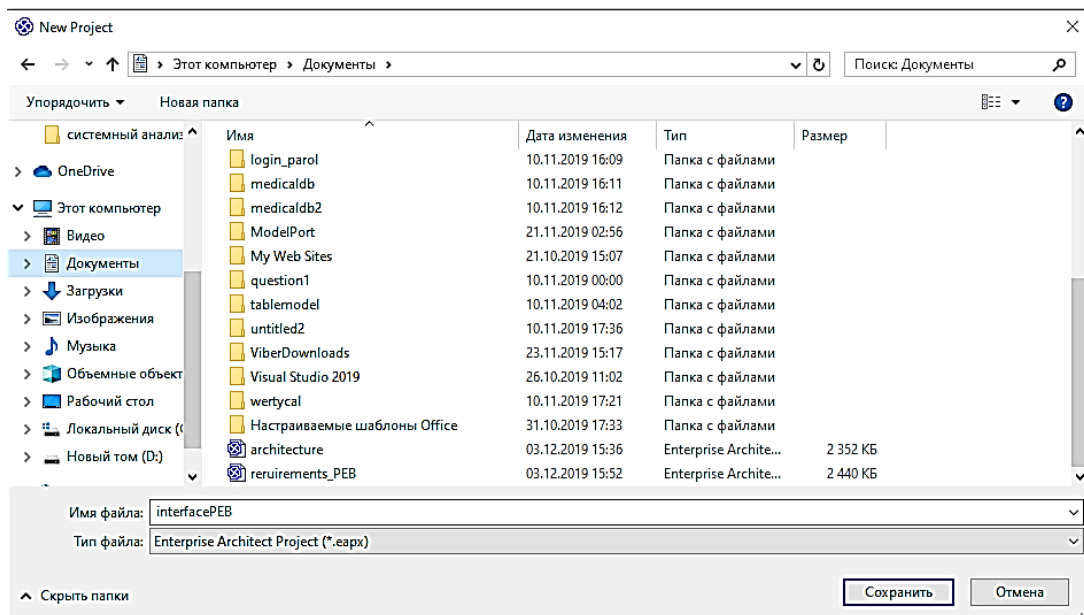 New Project
Этот компьютер › Документы ›
Поиск: Документы
Упорядочить
Новая папка
системный анализ
OneDrive
Этот компьютер
Видео
Документы
Загрузки
Изображения
Музыка
Объемные объект
Рабочий стол
Локальный диск (
Новый том (D:)
Имя Дата изменения Тип Размер
login_parol 10.11.2019 16:09 Папка с файлами
medicaldb 10.11.2019 16:11 Папка с файлами
medicaldb2 10.11.2019 16:12 Папка с файлами
ModelPort 21.11.2019 02:56 Папка с файлами
My Web Sites 21.10.2019 15:07 Папка с файлами
question1 10.11.2019 00:00 Папка с файлами
tablemodel 10.11.2019 04:02 Папка с файлами
untitled2 10.11.2019 17:36 Папка с файлами
ViberDownloads 23.11.2019 15:17 Папка с файлами
Visual Studio 2019 26.10.2019 11:02 Папка с файлами
wertycal 10.11.2019 17:21 Папка с файлами
Настраиваемые шаблоны Office 31.10.2019 17:33 Папка с файлами
architecture 03.12.2019 15:36 Enterprise Archite... 2 352 КБ
reruirements_PEB 03.12.2019 15:52 Enterprise Archite... 2 440 КБ
Имя файла: interfacePEB
Тип файла: Enterprise Architect Project (*.eapx)
Скрыть папки
Сохранить
Отмена